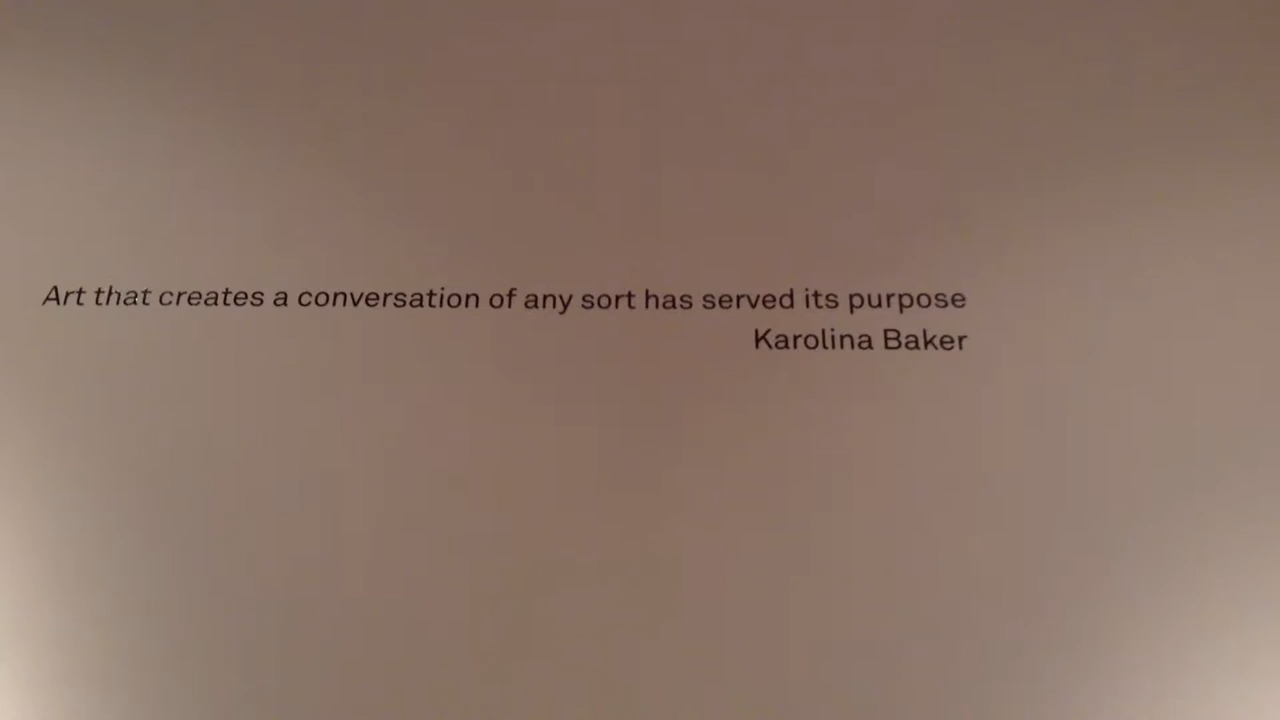 Art that creates a conversation of any sort has served its purpose
Karolina Baker